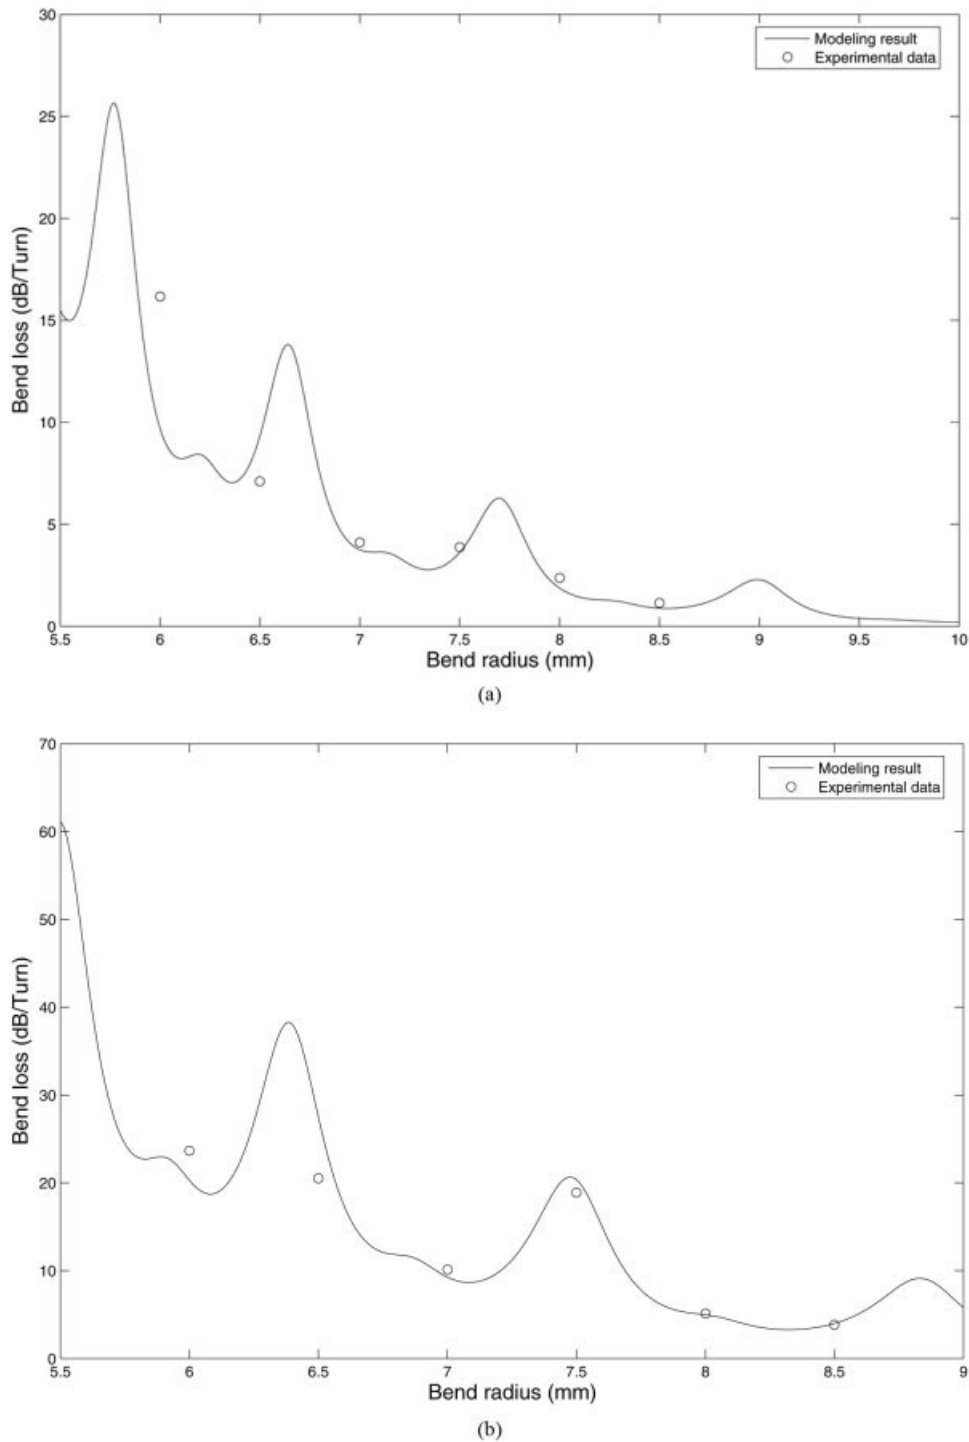 30
25
20
15
10
5
0
Bend loss (dB/Turn)
Modeling result
Experimental data
5.5 6 6.5 7 7.5 8 8.5 9 9.5 10
Bend radius (mm)
(a)
70
60
50
40
30
20
10
0
Bend loss (dB/Turn)
Modeling result
Experimental data
5.5 6 6.5 7 7.5 8 8.5 9
Bend radius (mm)
(b)